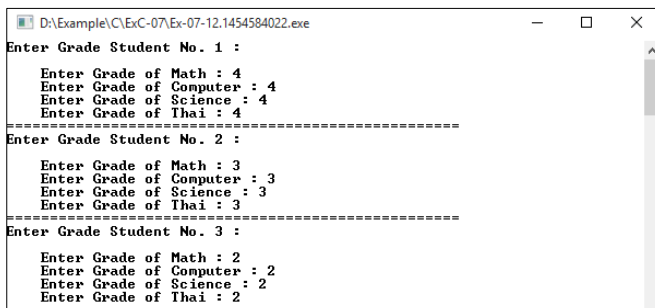 D:\Example\C\ExC-07\Ex-07-12.1454584022.exe
Enter Grade Student No. 1 :
Enter Grade of Math : 4
Enter Grade of Computer : 4
Enter Grade of Science : 4
Enter Grade of Thai : 4
====================================================
Enter Grade Student No. 2 :
Enter Grade of Math : 3
Enter Grade of Computer : 3
Enter Grade of Science : 3
Enter Grade of Thai : 3
====================================================
Enter Grade Student No. 3 :
Enter Grade of Math : 2
Enter Grade of Computer : 2
Enter Grade of Science : 2
Enter Grade of Thai : 2